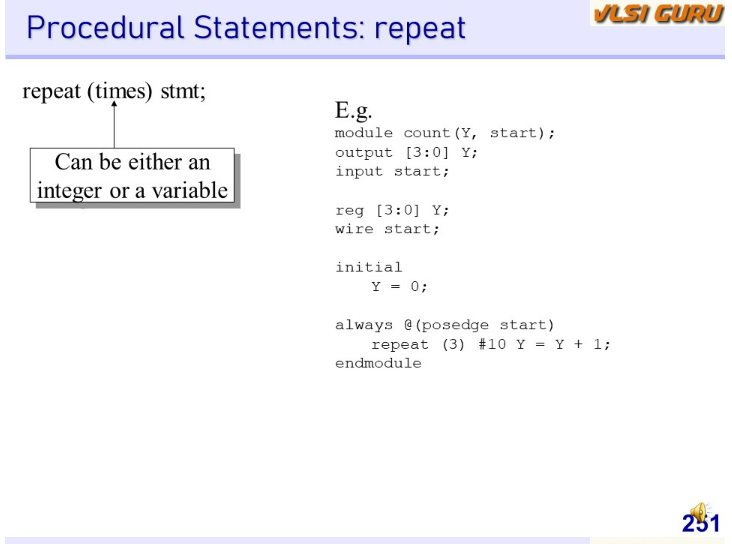 Procedural Statements: repeat
VLSI GURU
repeat (times) stmt;
Can be either an
integer or a variable
E.g.
module count(Y, start);
output [3:0] Y;
input start;
reg [3:0] Y;
wire start;
initial
Y = 0;
always @(posedge start)
repeat (3) #10 Y = Y + 1;
endmodule
251